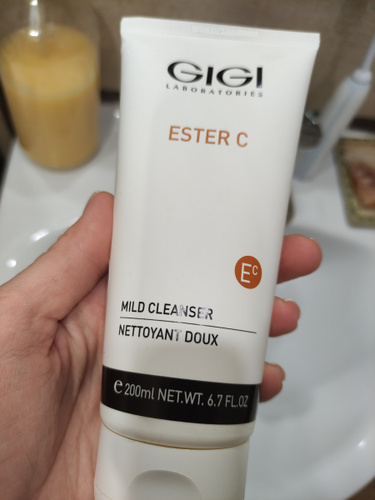 GIGI
LABORATORIES
ESTER C
Ec
MILD CLEANSER
NETTOYANT DOUX
℮200ml NET.WT. 6.7 FL.OZ